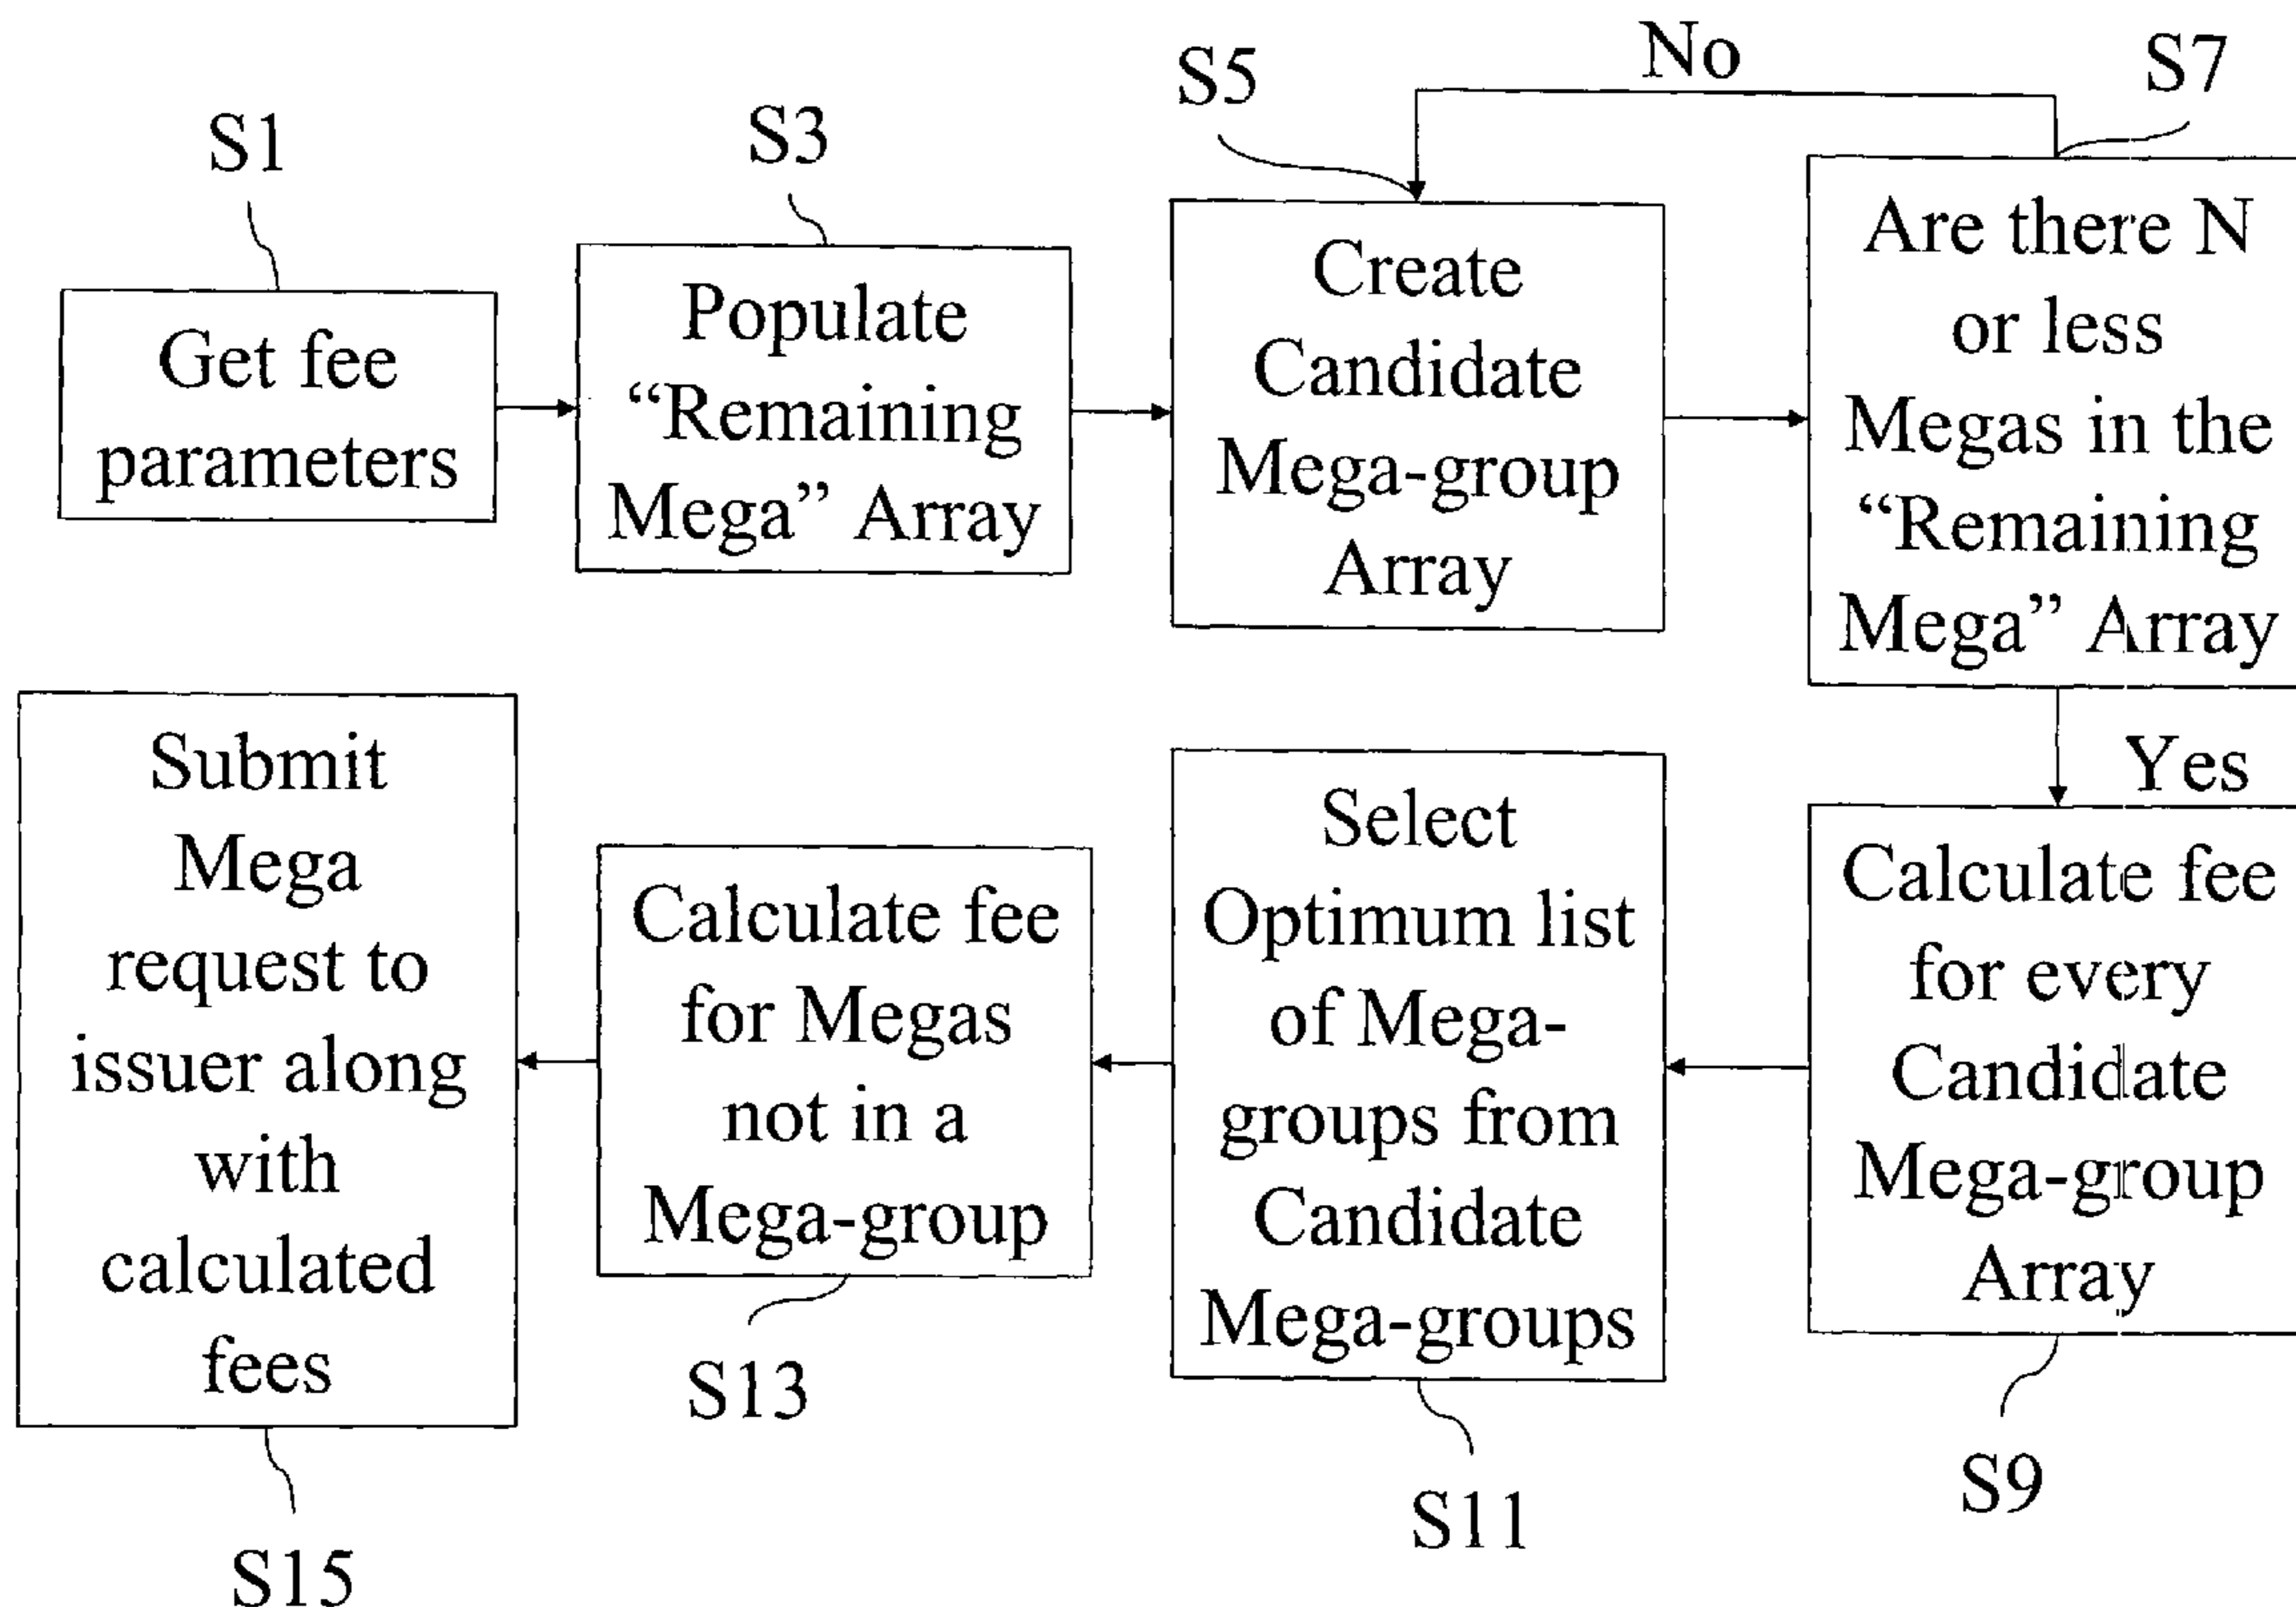 S1
Get fee
parameters
S3
Populate
“Remaining
Mega” Array
S5
Create
Candidate
Mega-group
Array
No
S7
Are there N
or less
Megas in the
“Remaining
Mega” Array
Yes
Calculate fee
for every
Candidate
Mega-group
Array
S9
Select
Optimum list
of Mega-
groups from
Candidate
Mega-groups
S11
Calculate fee
for Megas
not in a
Mega-group
S13
Submit
Mega
request to
issuer along
with
calculated
fees
S15